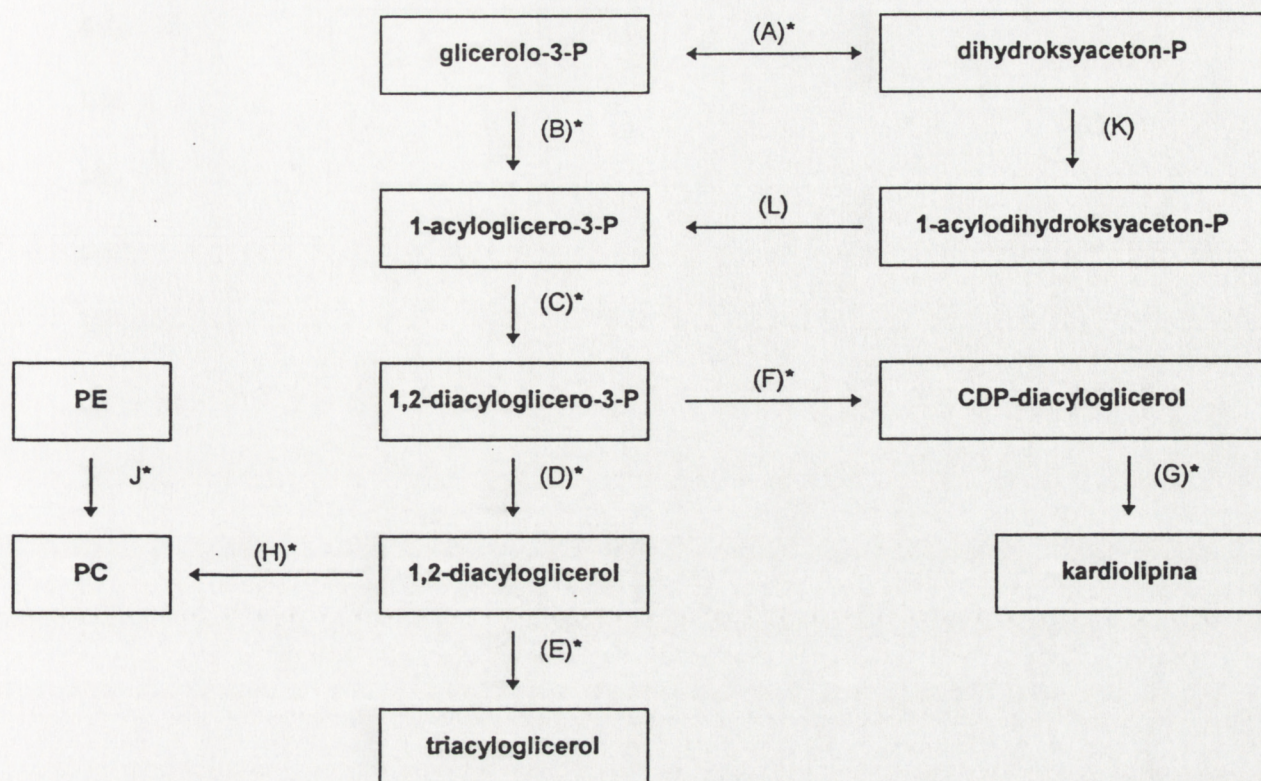 glicerolo-3-P
(A)*
dihydroksyaceton-P
(B)*
(K)
1-acyloglicero-3-P
(L)
1-acylodihydroksyaceton-P
(C)*
PE
1,2-diacyloglicero-3-P
(F)*
CDP-diacyloglicerol
J*
(D)*
(G)*
PC
(H)*
1,2-diacyloglicerol
kardiolipina
(E)*
triacyloglicerol